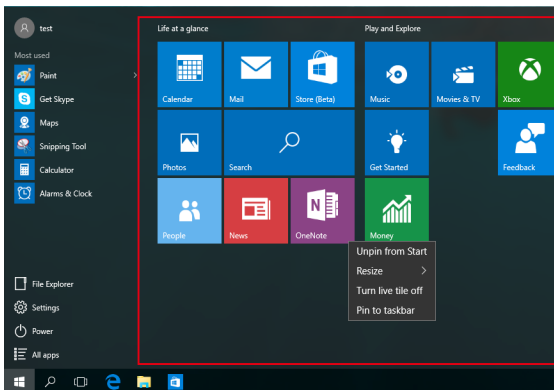 test
Life at a glance
Play and Explore
Most used
Paint
Get Skype
Maps
Snipping Tool
Calculator
Alarms & Clock
Calendar
Mail
Store (Beta)
Music
Movies & TV
Xbox
Photos
Search
Get Started
Feedback
People
News
OneNote
Money
Unpin from Start
Resize
Turn live tile off
Pin to taskbar
File Explorer
Settings
Power
All apps